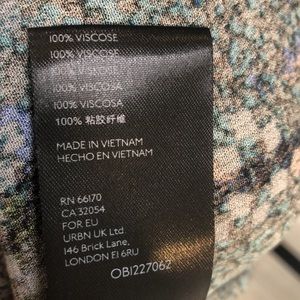 100% VISCOSE
100% VISCOSE
100% VISCOSE
100% VISCOSA
100% VISCOSA
100% 粘胶纤维
MADE IN VIETNAM
HECHO EN VIETNAM
RN 66170
CA 32054
FOR EU
URBN UK Ltd
146 Brick Lane,
LONDON E1 6RU
OB1227062